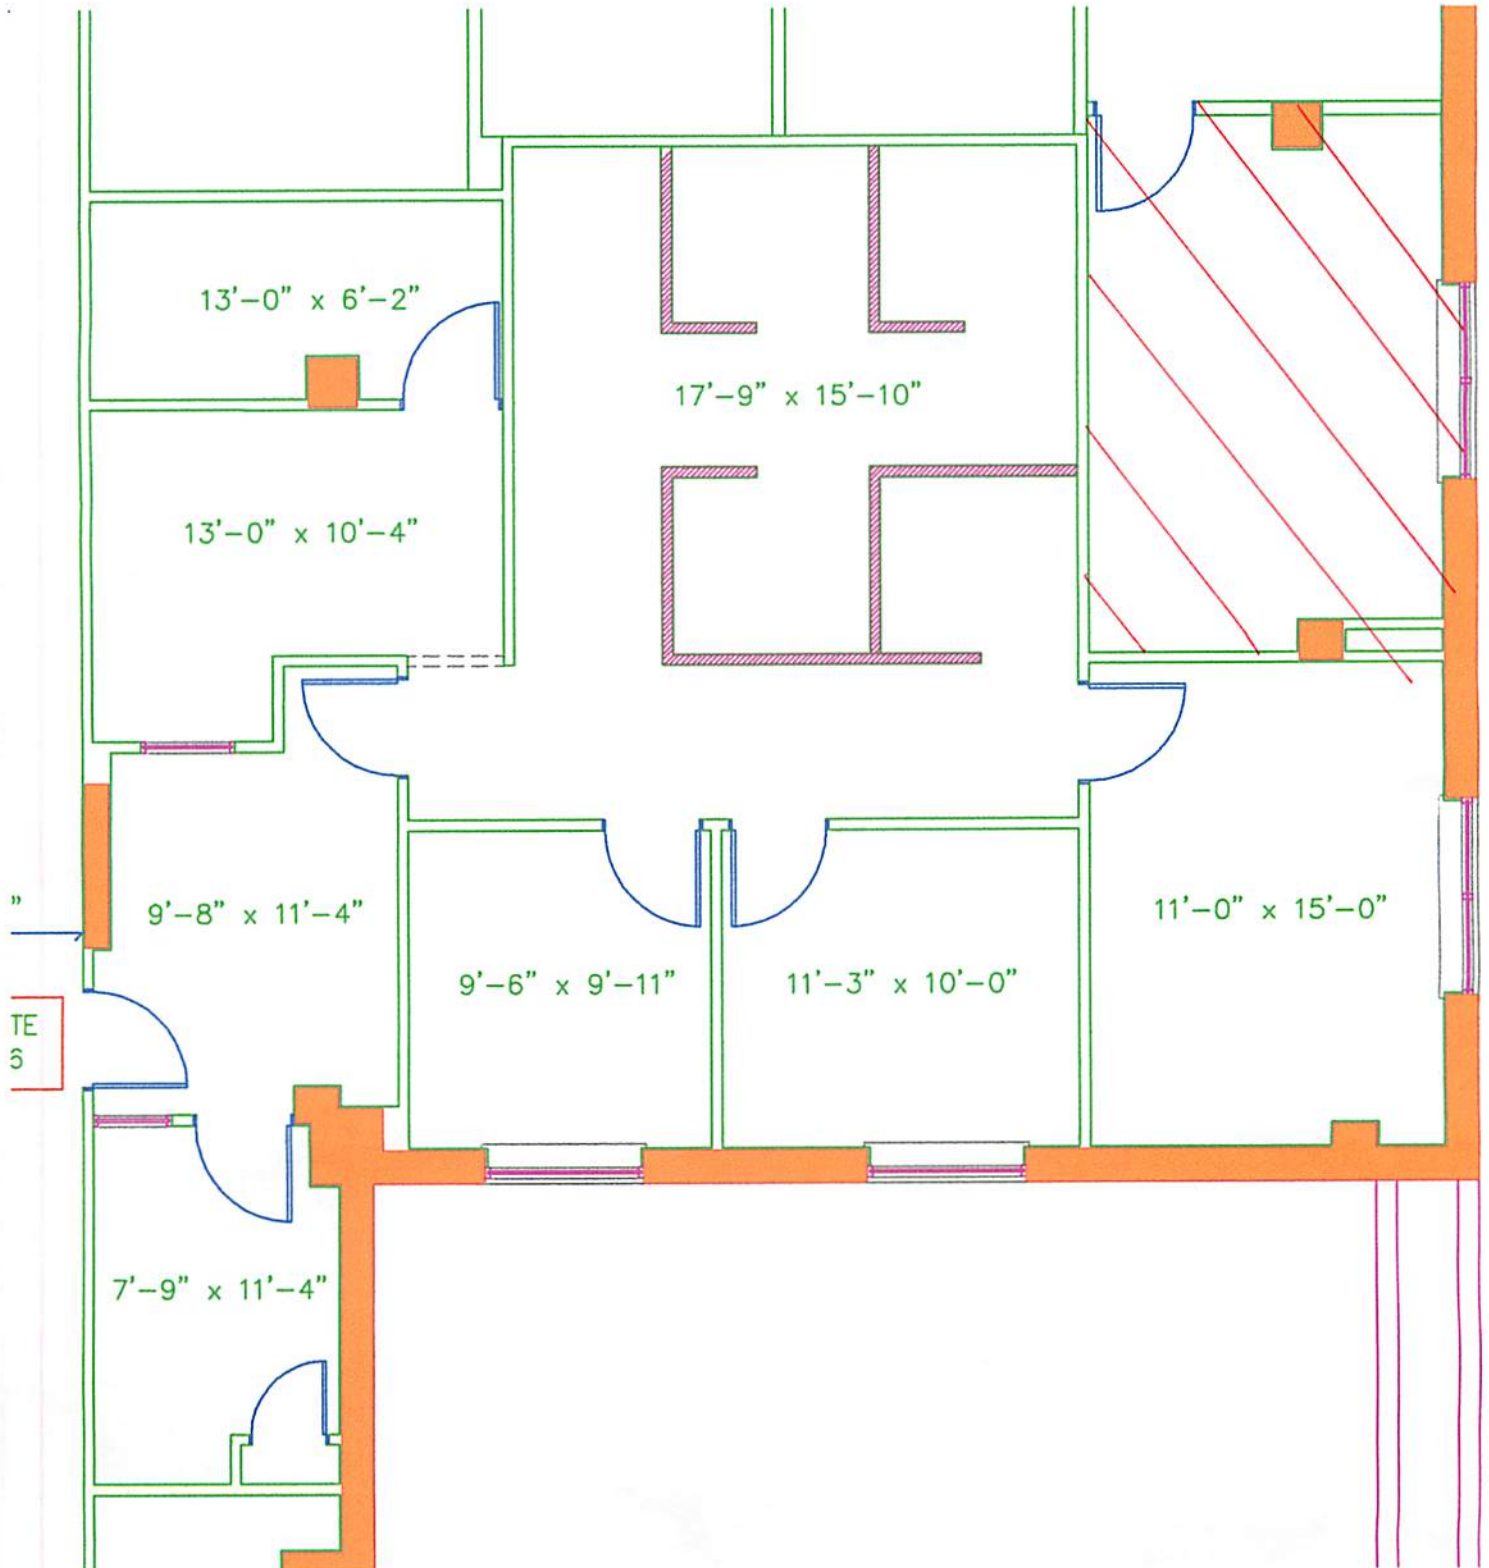 13'-0" x 6'-2"
17'-9" x 15'-10"
13'-0" x 10'-4"
"
9'-8" x 11'-4"
11'-0" x 15'-0"
9'-6" x 9'-11"
11'-3" x 10'-0"
TE
6
7'-9" x 11'-4"